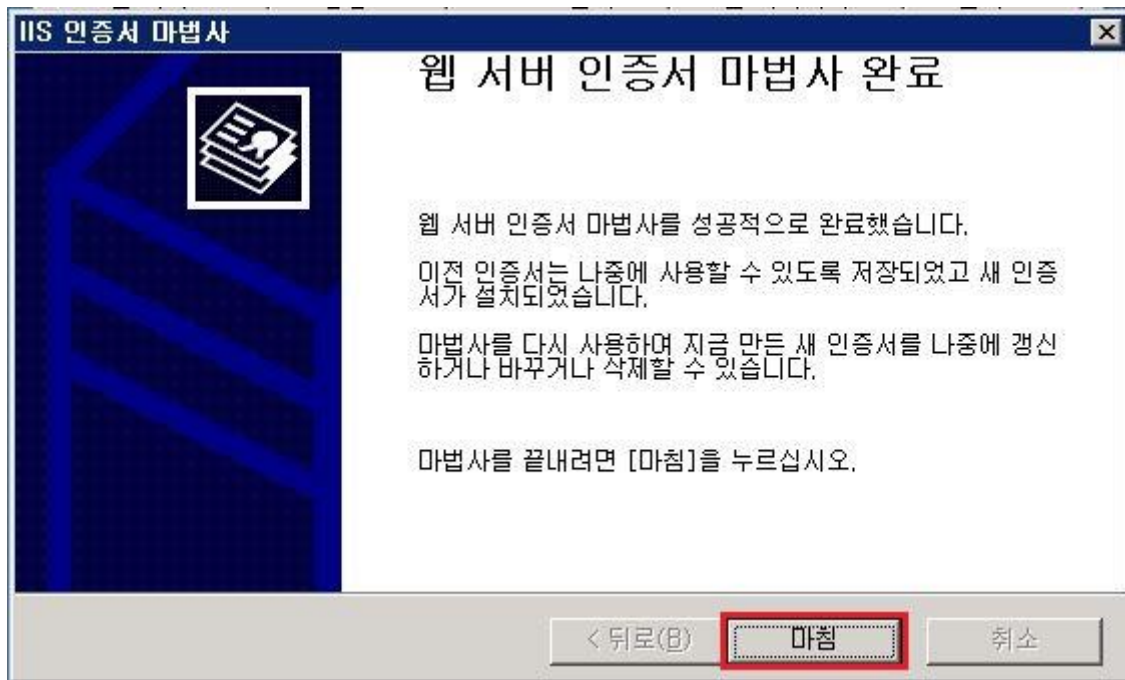 IIS 인증서 마법사
웹 서버 인증서 마법사 완료
웹 서버 인증서 마법사를 성공적으로 완료했습니다.
이전 인증서는 나중에 사용할 수 있도록 저장되었고 새 인증
서가 설치되었습니다.
마법사를 다시 사용하여 지금 만든 새 인증서를 나중에 갱신
하거나 바꾸거나 삭제할 수 있습니다.
마법사를 끝내려면 [마침]을 누르십시오.
< 뒤로(B) 마침 취소